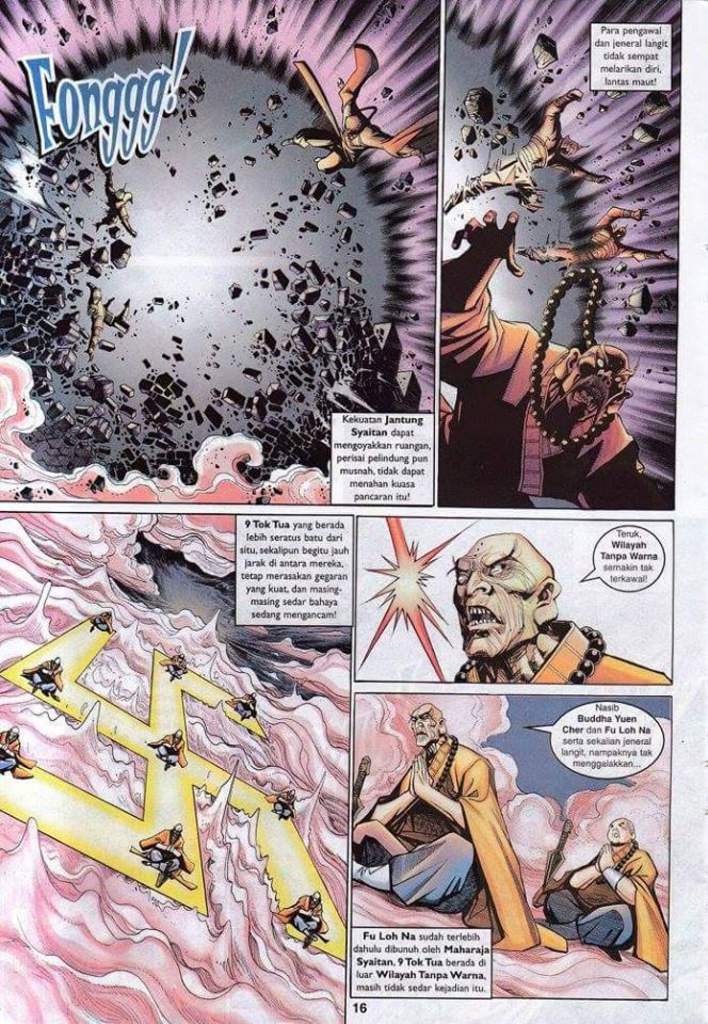 Fonggg!
Para pengawal
dan jeneral langit
tidak sempat
melarikan diri,
lantas maut!
Kekuatan Jantung
Syaitan dapat
mengoyakkan ruangan,
perisai pelindung pun
musnah, tidak dapat
menahan kuasa
pancaran itu!
9 Tok Tua yang berada
lebih seratus batu dari
situ, sekalipun begitu jauh
jarak di antara mereka,
tetap merasakan gegaran
yang kuat, dan masing-
masing sedar bahaya
sedang mengancam!
Teruk,
Wilayah
Tanpa Warna
semakin tak
terkawal!
Nasib
Buddha Yuen
Cher dan Fu Loh Na
serta sekalian jeneral
langit, nampaknya tak
menggalakkan...
Fu Loh Na sudah terlebih
dahulu dibunuh oleh Maharaja
Syaitan, 9 Tok Tua berada di
luar Wilayah Tanpa Warna,
masih tidak sedar kejadian itu.
16